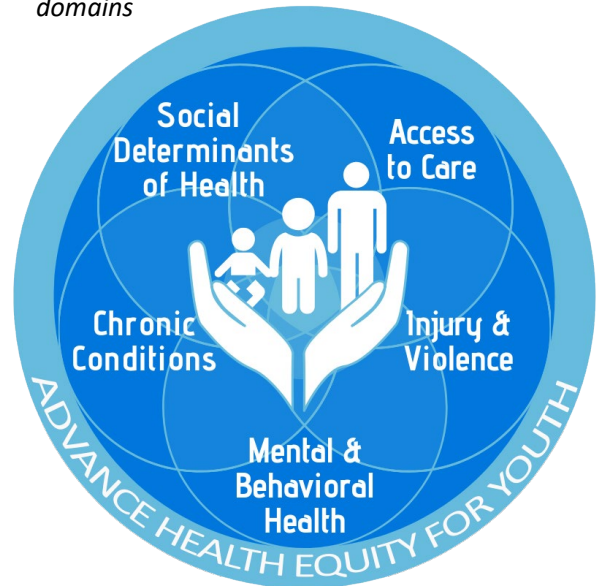 domains
Social
Determinants
of Health
Access
to Care
Chronic
Conditions
Injury &
Violence
Mental &
Behavioral
Health
ADVANCE HEALTH EQUITY FOR YOUTH